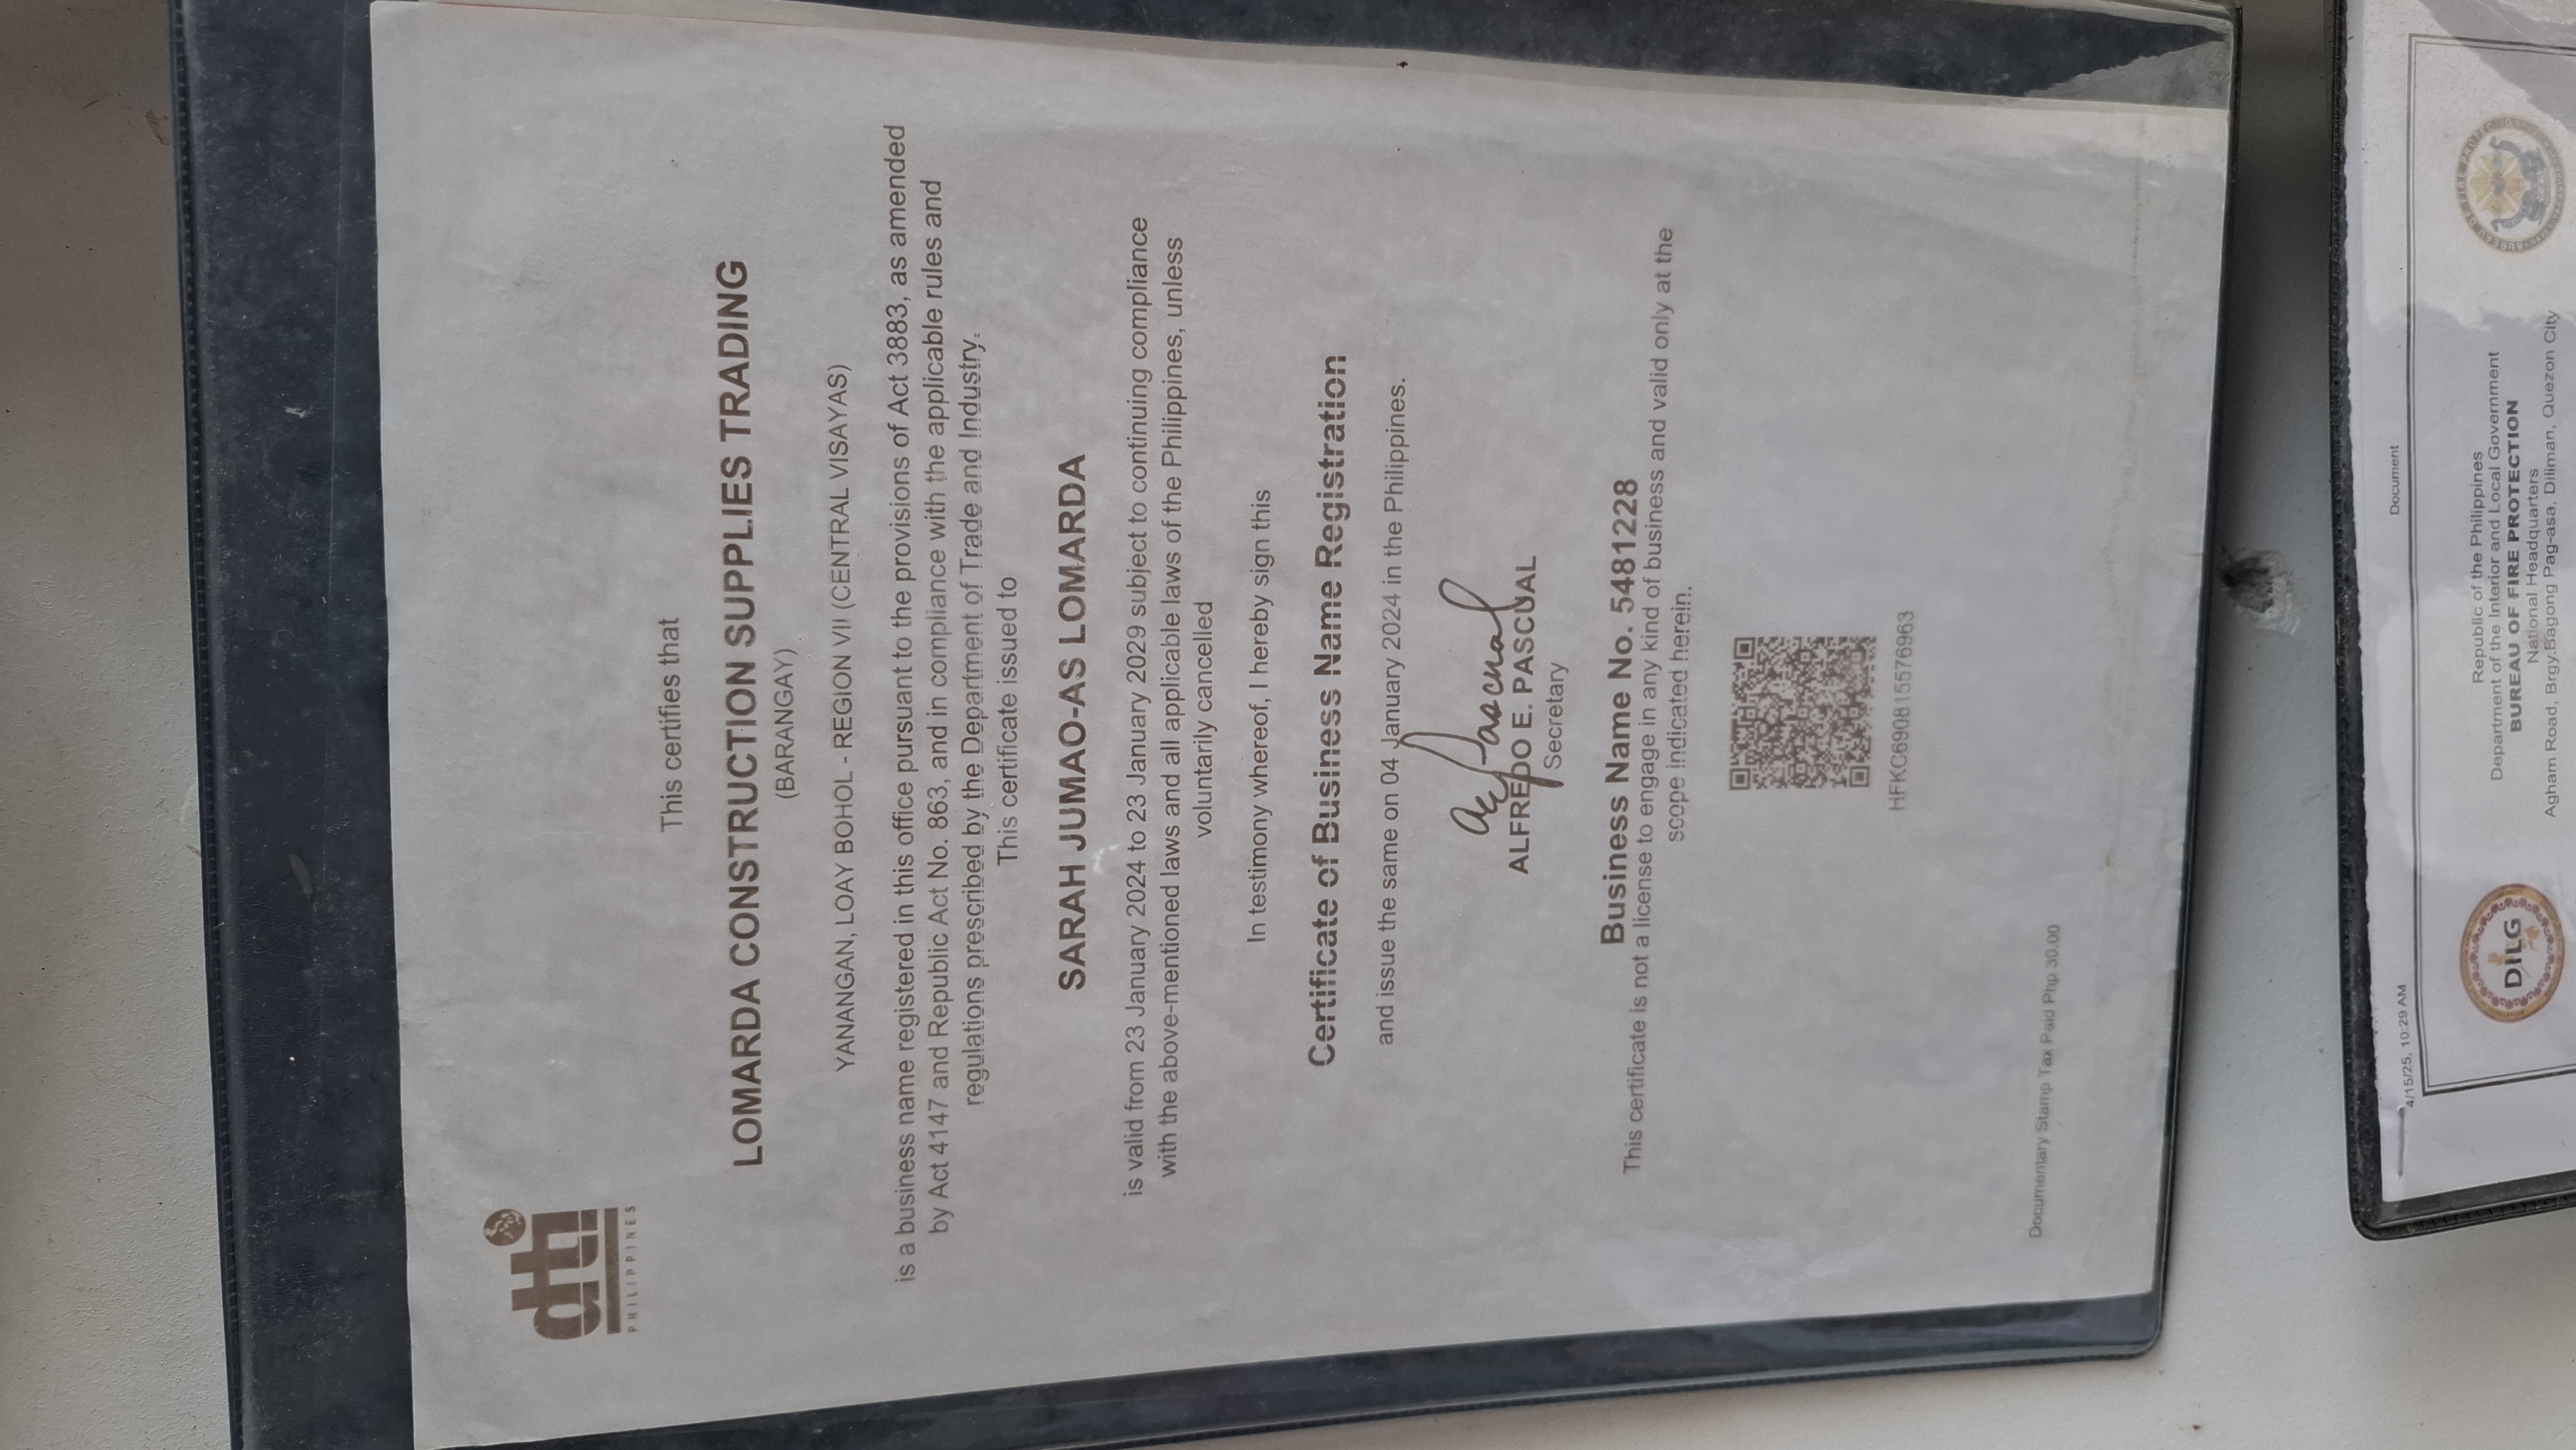 dti
PHILIPPINES
This certifies that
LOMARDA CONSTRUCTION SUPPLIES TRADING
(BARANGAY)
YANANGAN, LOAY BOHOL - REGION VII (CENTRAL VISAYAS)
is a business name registered in this office pursuant to the provisions of Act 3883, as amended
by Act 4147 and Republic Act No. 863, and in compliance with the applicable rules and
regulations prescribed by the Department of Trade and Industry.
This certificate issued to
SARAH JUMAO-AS LOMARDA
is valid from 23 January 2024 to 23 January 2029 subject to continuing compliance
with the above-mentioned laws and all applicable laws of the Philippines, unless
voluntarily cancelled
In testimony whereof, I hereby sign this
Certificate of Business Name Registration
and issue the same on 04 January 2024 in the Philippines.
ALFREDO E. PASCUAL
Secretary
Business Name No. 5481228
This certificate is not a license to engage in any kind of business and valid only at the
scope indicated herein.
HFKC690815576963
Documentary Stamp Tax Paid Php 30.00
4/15/25, 10:29 AM
Document
DILG
Republic of the Philippines
Department of the Interior and Local Government
BUREAU OF FIRE PROTECTION
National Headquarters
Agham Road, Brgy.Bagong Pag-asa, Diliman, Quezon City